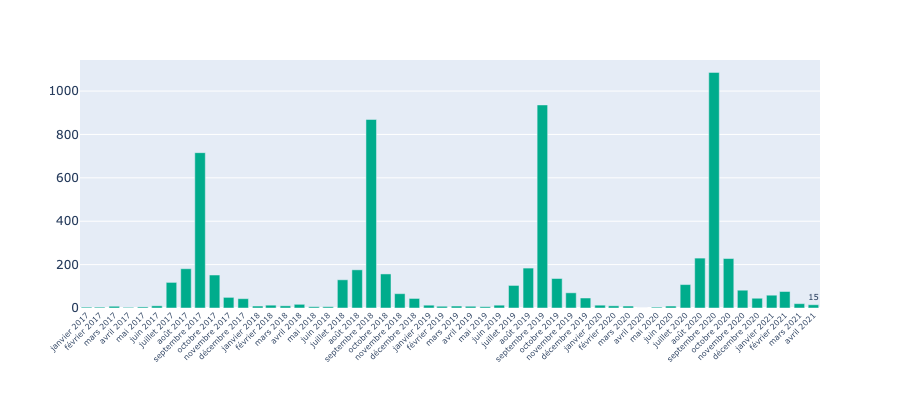 1000
800
600
400
200
0
15
janvier 2017
février 2017
mars 2017
avril 2017
mai 2017
juin 2017
juillet 2017
août 2017
septembre 2017
octobre 2017
novembre 2017
décembre 2017
janvier 2018
février 2018
mars 2018
avril 2018
mai 2018
juin 2018
juillet 2018
août 2018
septembre 2018
octobre 2018
novembre 2018
décembre 2018
janvier 2019
février 2019
mars 2019
avril 2019
mai 2019
juin 2019
juillet 2019
août 2019
septembre 2019
octobre 2019
novembre 2019
décembre 2019
janvier 2020
février 2020
mars 2020
avril 2020
mai 2020
juin 2020
juillet 2020
août 2020
septembre 2020
octobre 2020
novembre 2020
décembre 2020
janvier 2021
février 2021
mars 2021
avril 2021